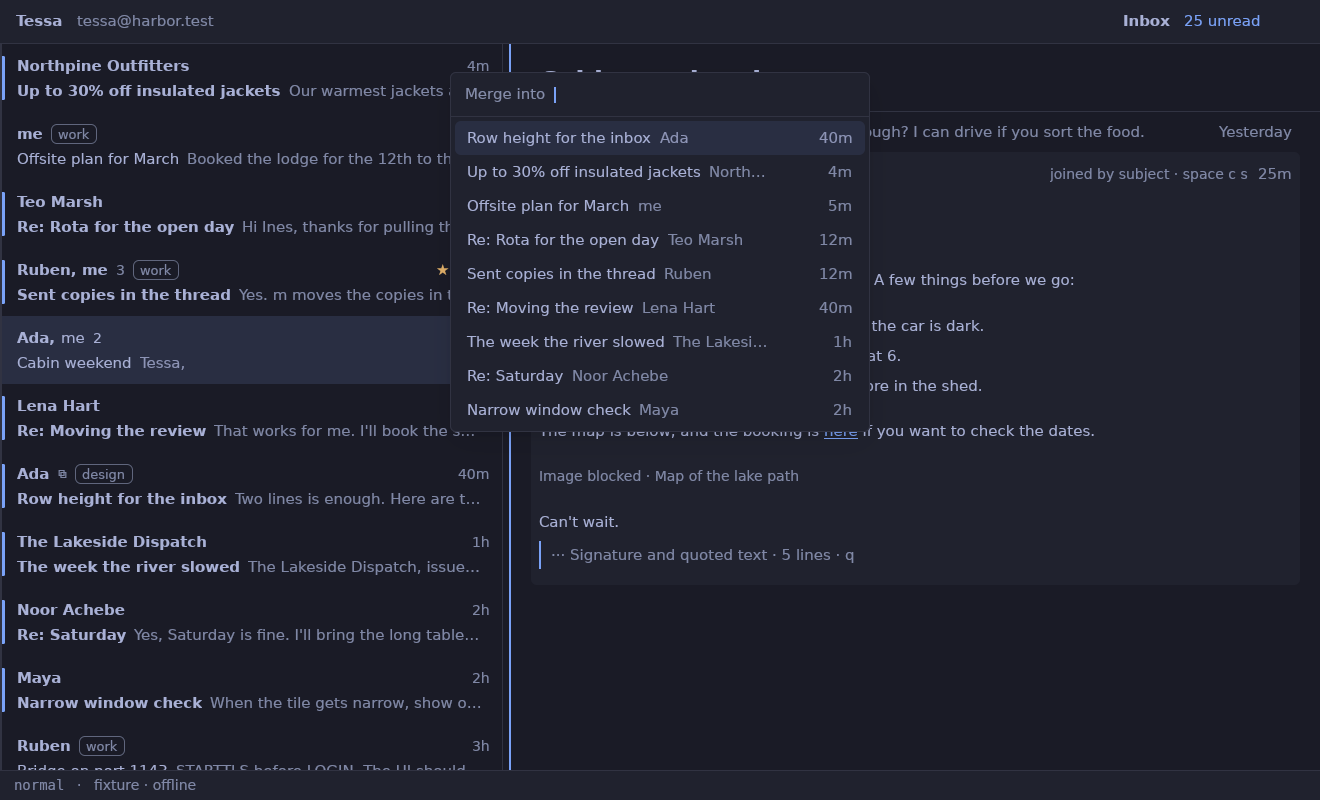 Tessa tessa@harbor.test Inbox 25 unread
Northpine Outfitters 4m
Up to 30% off insulated jackets Our warmest jackets
me work
Offsite plan for March Booked the lodge for the 12th to th
Teo Marsh
Re: Rota for the open day Hi Ines, thanks for pulling th
Ruben, me 3 work ★
Sent copies in the thread Yes. m moves the copies in t
Ada, me 2
Cabin weekend Tessa,
Lena Hart
Re: Moving the review That works for me. I'll book the s…
Ada design 40m
Row height for the inbox Two lines is enough. Here are t…
The Lakeside Dispatch 1h
The week the river slowed The Lakeside Dispatch, issue…
Noor Achebe 2h
Re: Saturday Yes, Saturday is fine. I'll bring the long table…
Maya 2h
Narrow window check When the tile gets narrow, show o…
Ruben work 3h
Bridge on port 1143 STARTTLS before LOGIN. The UI should
Merge into
Row height for the inbox Ada 40m
Up to 30% off insulated jackets North… 4m
Offsite plan for March me 5m
Re: Rota for the open day Teo Marsh 12m
Sent copies in the thread Ruben 12m
Re: Moving the review Lena Hart 40m
The week the river slowed The Lakesi… 1h
Re: Saturday Noor Achebe 2h
Narrow window check Maya 2h
ough? I can drive if you sort the food. Yesterday
joined by subject · space c s 25m
A few things before we go:
the car is dark.
at 6.
ore in the shed.
The map is below, and the booking is here if you want to check the dates.
Image blocked · Map of the lake path
Can't wait.
··· Signature and quoted text · 5 lines · q
normal · fixture · offline